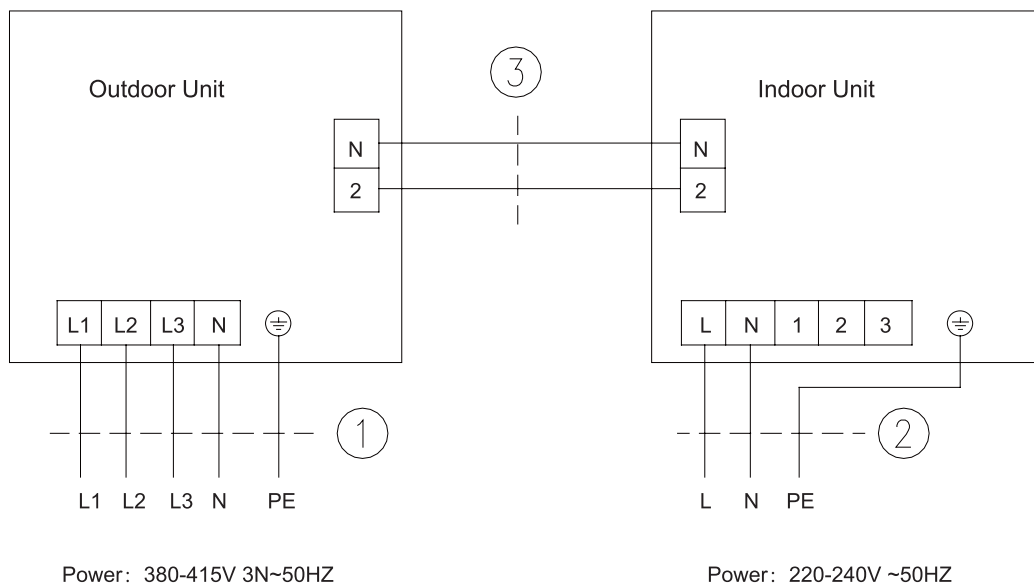 Outdoor Unit
3
Indoor Unit
N
2
N
2
L1 L2 L3 N
L N 1 2 3
1
2
L1 L2 L3 N PE
L N PE
Power: 380-415V 3N~50HZ
Power: 220-240V ~50HZ